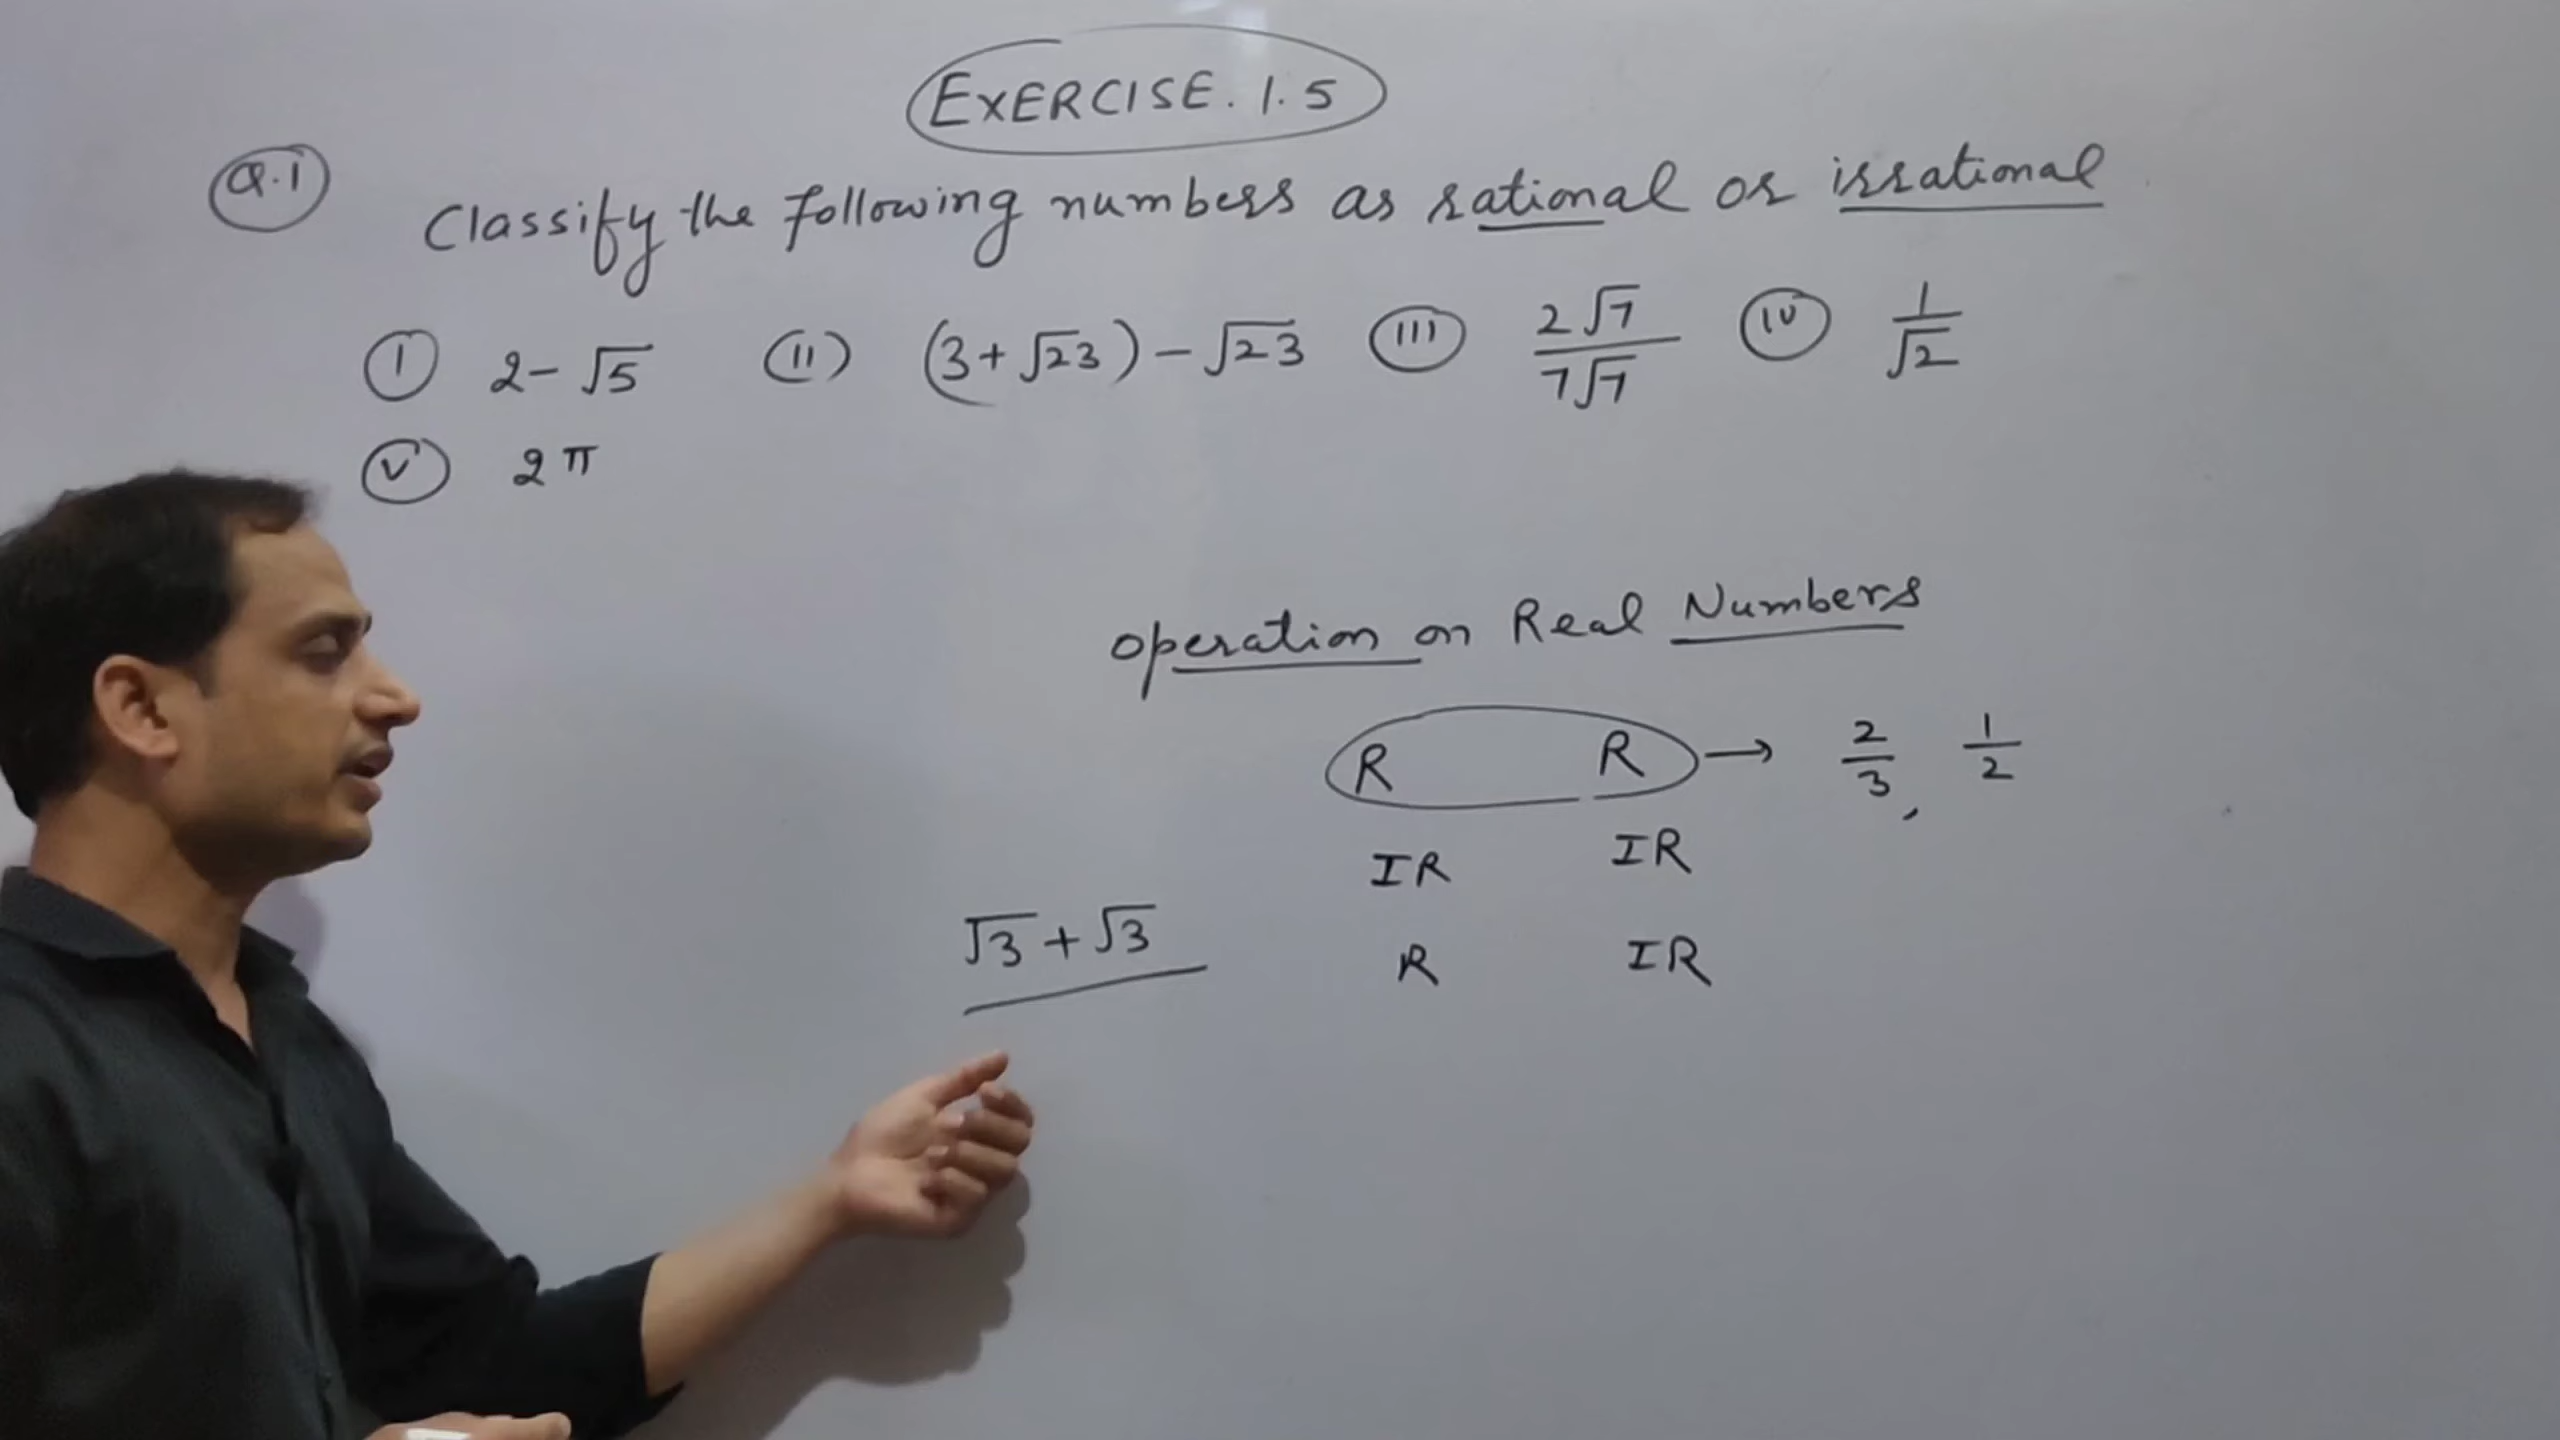 EXERCISE. 1.5
Q.1 Classify the following numbers as rational or irrational
(I) 2 - √5 (II) (3 + √23) - √23 (III) 2√7 / 7√7 (IV) 1/√2
(V) 2π
Operation on Real Numbers
R R → 2/3, 1/2
IR IR
√3 + √3 R IR